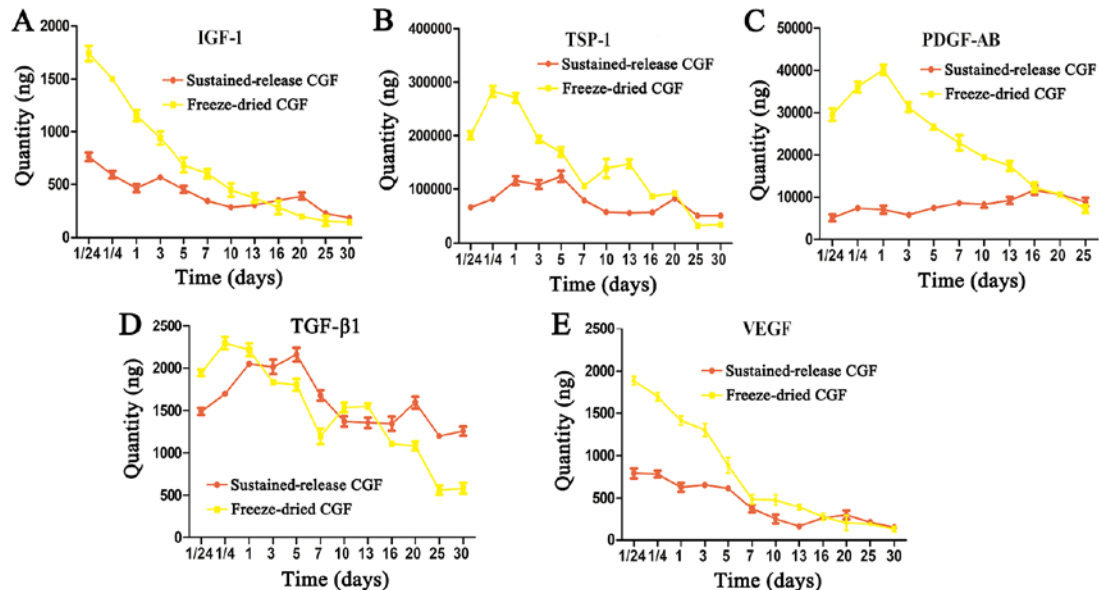 A
IGF-1
Quantity (ng)
2000
1500
1000
500
0
Sustained-release CGF
Freeze-dried CGF
1/24 1/4 1 3 5 7 10 13 16 20 25 30
Time (days)
B
TSP-1
Quantity (ng)
400000
300000
200000
100000
0
Sustained-release CGF
Freeze-dried CGF
1/24 1/4 1 3 5 7 10 13 16 20 25 30
Time (days)
C
PDGF-AB
Quantity (ng)
50000
40000
30000
20000
10000
0
Sustained-release CGF
Freeze-dried CGF
1/24 1/4 1 3 5 7 10 13 16 20 25
Time (days)
D
TGF-β1
Quantity (ng)
2500
2000
1500
1000
500
0
Sustained-release CGF
Freeze-dried CGF
1/24 1/4 1 3 5 7 10 13 16 20 25 30
Time (days)
E
VEGF
Quantity (ng)
2500
2000
1500
1000
500
0
Sustained-release CGF
Freeze-dried CGF
1/24 1/4 1 3 5 7 10 13 16 20 25 30
Time (days)